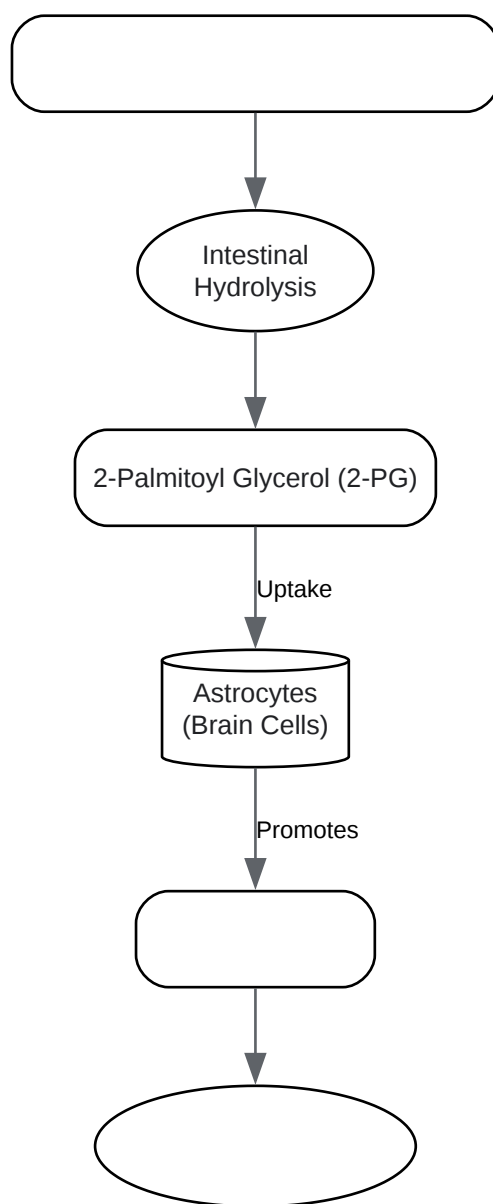 Intestinal
Hydrolysis
2-Palmitoyl Glycerol (2-PG)
Uptake
Astrocytes
(Brain Cells)
Promotes